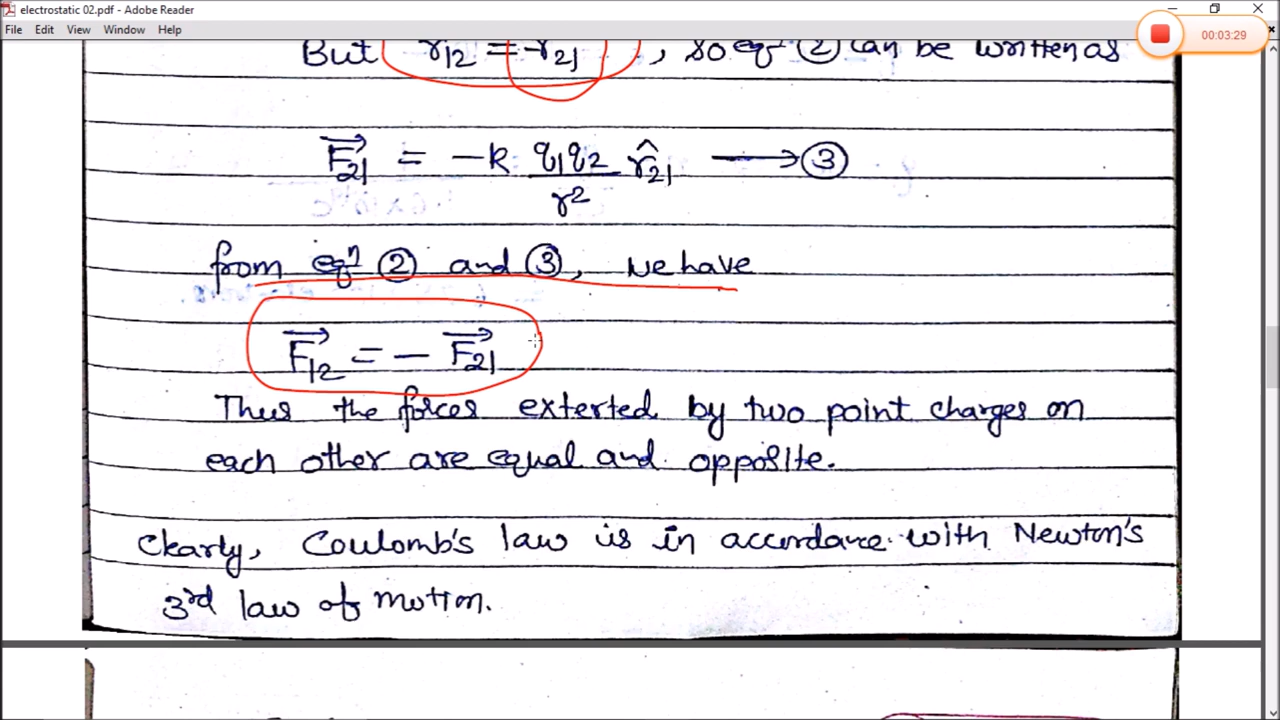 electrostatic 02.pdf - Adobe Reader
File Edit View Window Help
00:03:29
But r12 = -r21, so eqn ② can be written as
F⃗21 = -k q1q2/r² r̂21 ⟶ ③
from eqn ② and ③, we have
F⃗12 = - F⃗21
Thus the forces exterted by two point charges on
each other are equal and opposite.
Clearly, Coulomb's law is in accordance with Newton's
3rd law of motion.